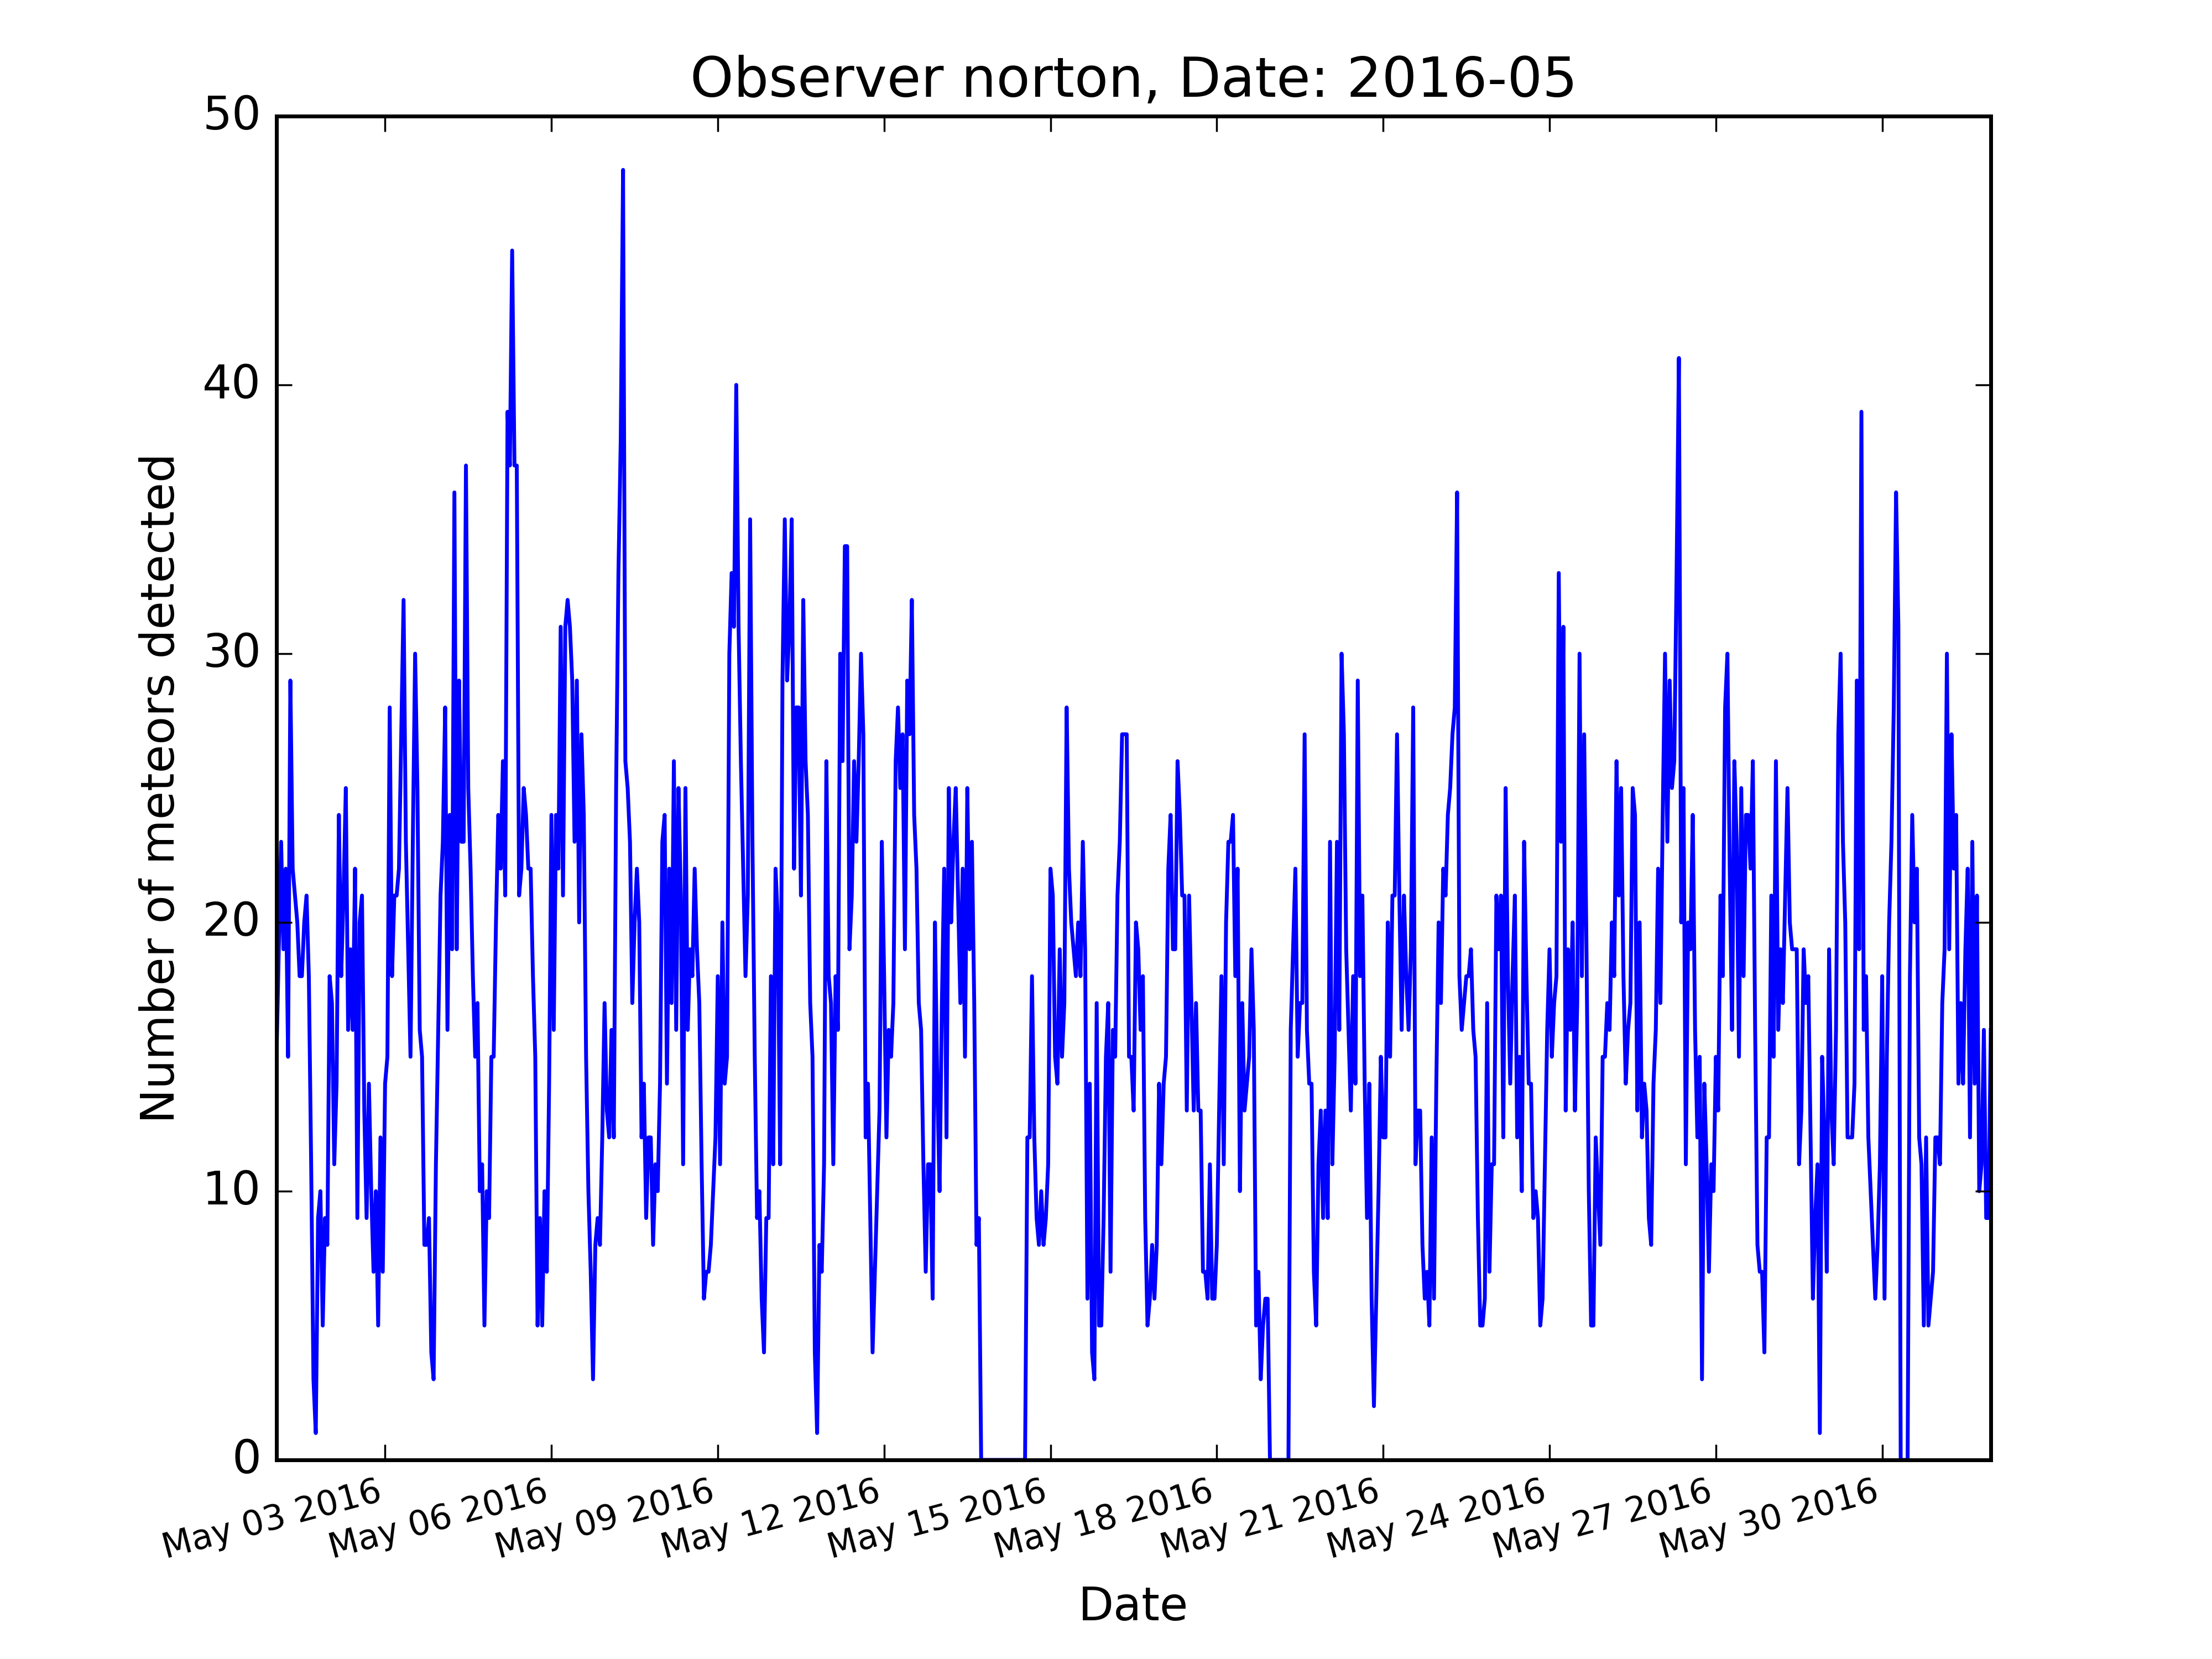 Observer norton, Date: 2016-05
50
40
30
20
10
0
Number of meteors detected
May 03 2016
May 06 2016
May 09 2016
May 12 2016
May 15 2016
May 18 2016
May 21 2016
May 24 2016
May 27 2016
May 30 2016
Date